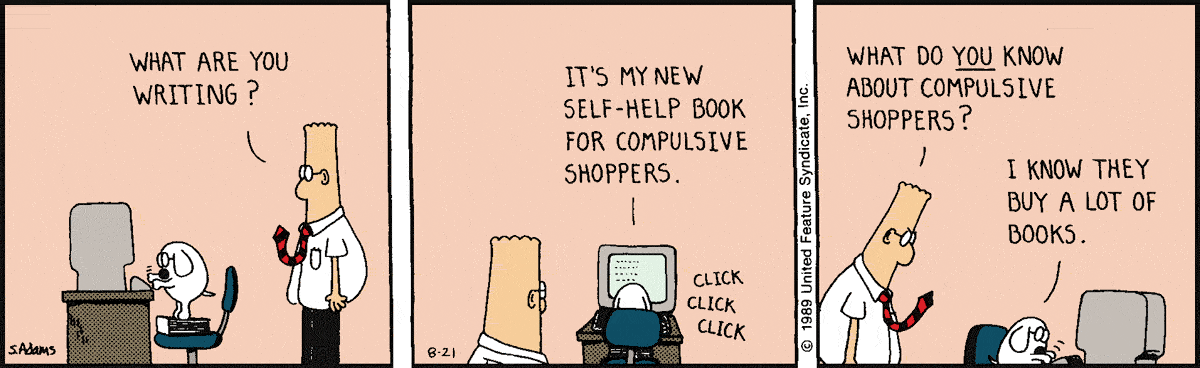 WHAT ARE YOU
WRITING?
S.Adams
IT'S MY NEW
SELF-HELP BOOK
FOR COMPULSIVE
SHOPPERS.
CLICK
CLICK
CLICK
8-21
© 1989 United Feature Syndicate, Inc.
WHAT DO YOU KNOW
ABOUT COMPULSIVE
SHOPPERS?
I KNOW THEY
BUY A LOT OF
BOOKS.